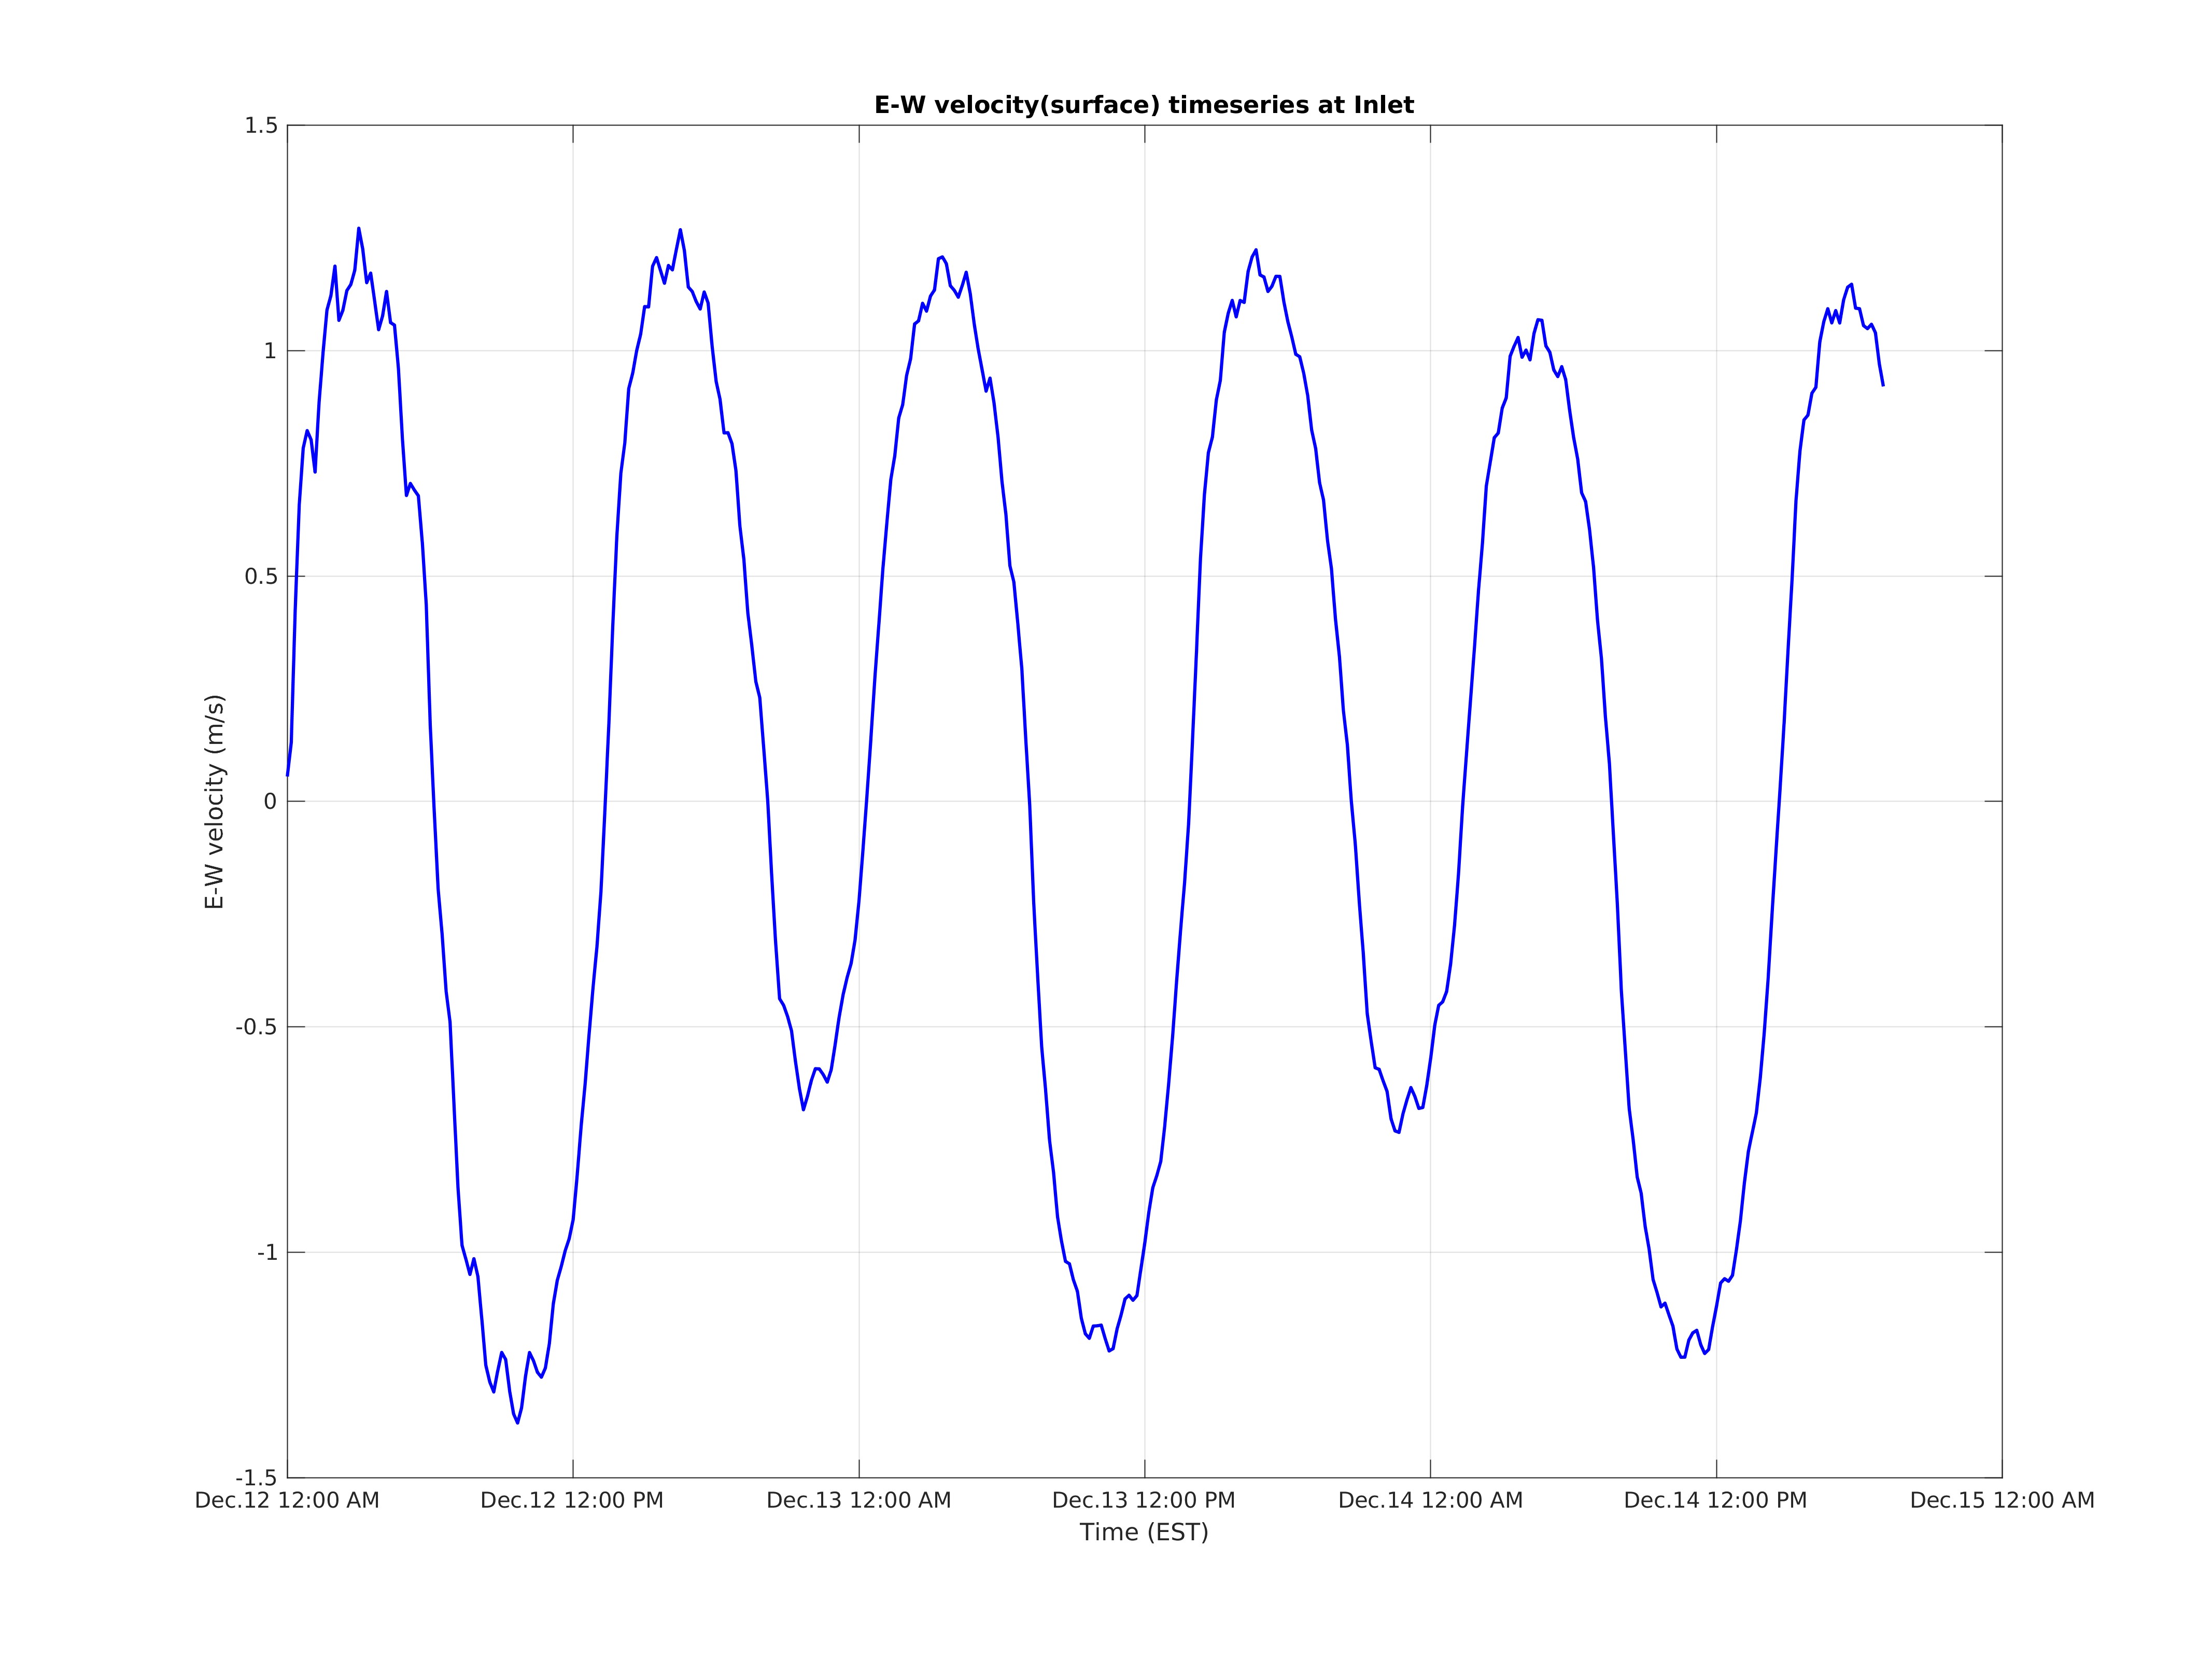 E-W velocity(surface) timeseries at Inlet
1.5
1
0.5
0
-0.5
-1
-1.5
E-W velocity (m/s)
Dec.12 12:00 AM Dec.12 12:00 PM Dec.13 12:00 AM Dec.13 12:00 PM Dec.14 12:00 AM Dec.14 12:00 PM Dec.15 12:00 AM
Time (EST)